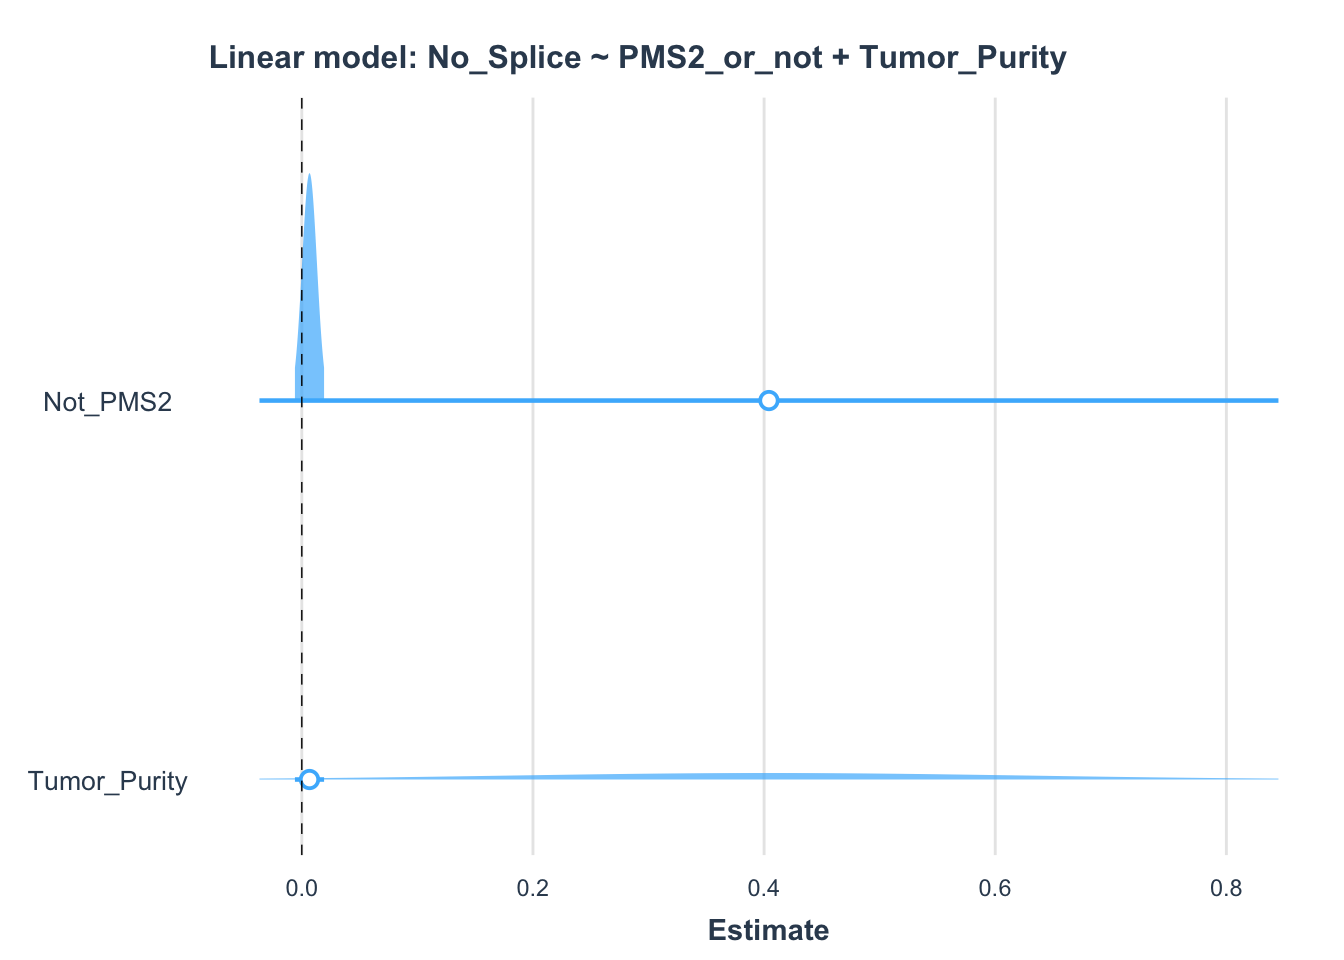 Linear model: No_Splice ~ PMS2_or_not + Tumor_Purity
Not_PMS2
Tumor_Purity
0.0 0.2 0.4 0.6 0.8
Estimate